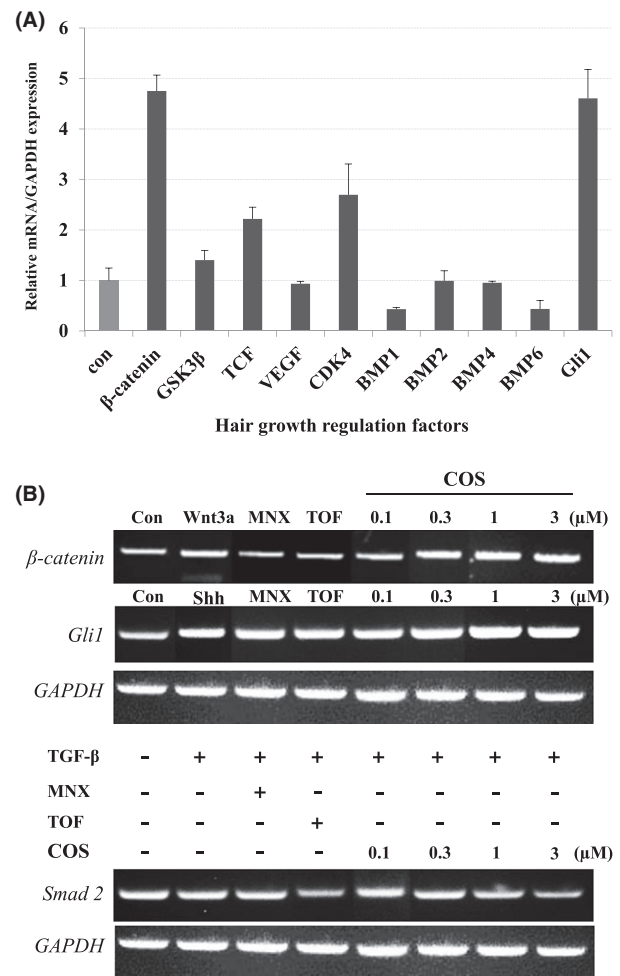 (A)
6
5
4
3
2
1
0
Relative mRNA/GAPDH expression
con
β-catenin
GSK3β
TCF
VEGF
CDK4
BMP1
BMP2
BMP4
BMP6
Gli1
Hair growth regulation factors
(B)
COS
Con Wnt3a MNX TOF 0.1 0.3 1 3 (μM)
β-catenin
Con Shh MNX TOF 0.1 0.3 1 3 (μM)
Gli1
GAPDH
TGF-β - + + + + + + +
MNX - - + - - - - -
TOF - - - + - - - -
COS - - - - 0.1 0.3 1 3 (μM)
Smad 2
GAPDH